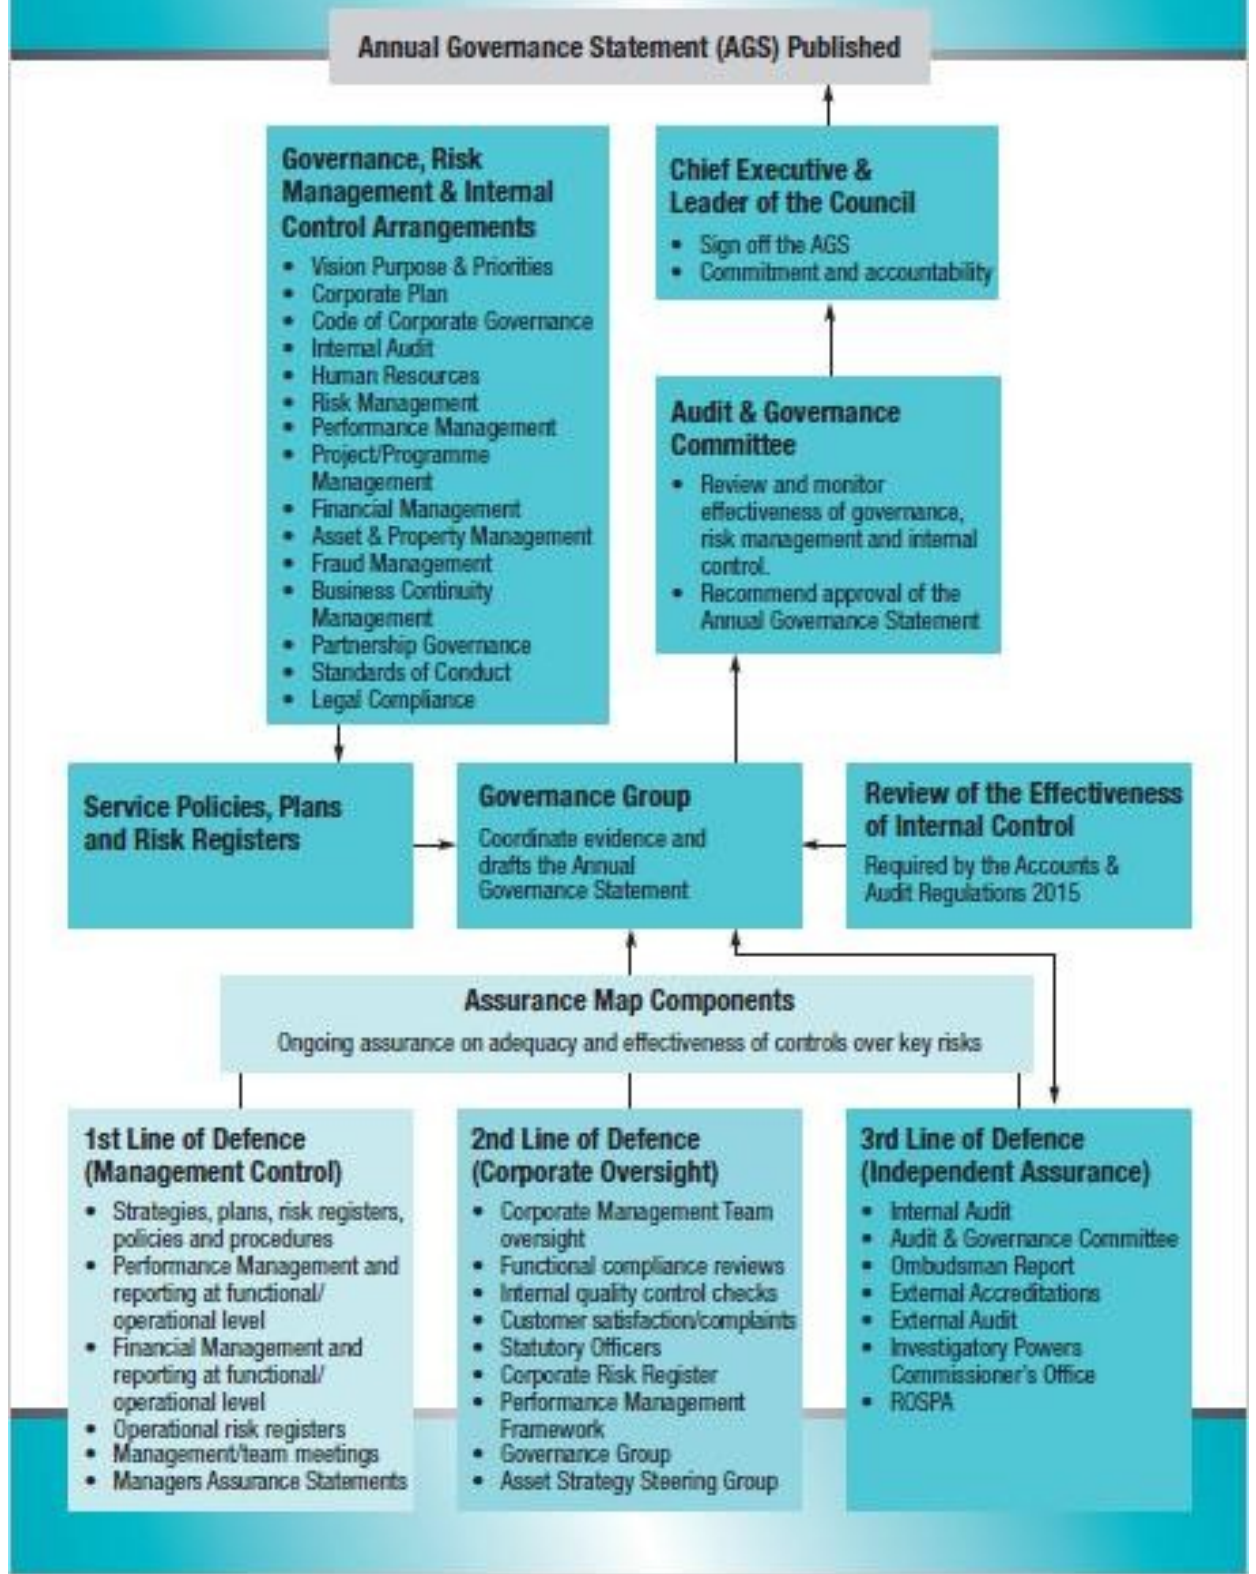 Annual Governance Statement (AGS) Published
Governance, Risk
Management & Internal
Control Arrangements
• Vision Purpose & Priorities
• Corporate Plan
• Code of Corporate Governance
• Internal Audit
• Human Resources
• Risk Management
• Performance Management
• Project/Programme
Management
• Financial Management
• Asset & Property Management
• Fraud Management
• Business Continuity
Management
• Partnership Governance
• Standards of Conduct
• Legal Compliance
Chief Executive &
Leader of the Council
• Sign off the AGS
• Commitment and accountability
Audit & Governance
Committee
• Review and monitor
effectiveness of governance,
risk management and internal
control.
• Recommend approval of the
Annual Governance Statement
Service Policies, Plans
and Risk Registers
Governance Group
Coordinate evidence and
drafts the Annual
Governance Statement
Review of the Effectiveness
of Internal Control
Required by the Accounts &
Audit Regulations 2015
Assurance Map Components
Ongoing assurance on adequacy and effectiveness of controls over key risks
1st Line of Defence
(Management Control)
• Strategies, plans, risk registers,
policies and procedures
• Performance Management and
reporting at functional/
operational level
• Financial Management and
reporting at functional/
operational level
• Operational risk registers
• Management/team meetings
• Managers Assurance Statements
2nd Line of Defence
(Corporate Oversight)
• Corporate Management Team
oversight
• Functional compliance reviews
• Internal quality control checks
• Customer satisfaction/complaints
• Statutory Officers
• Corporate Risk Register
• Performance Management
Framework
• Governance Group
• Asset Strategy Steering Group
3rd Line of Defence
(Independent Assurance)
• Internal Audit
• Audit & Governance Committee
• Ombudsman Report
• External Accreditations
• External Audit
• Investigatory Powers
Commissioner's Office
• ROSPA